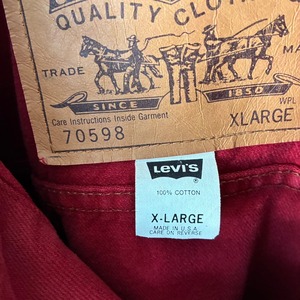 QUALITY CLOTH
TRADE MA
SINCE 1850
WPL
Care Instructions Inside Garment
70598 XLARGE
Levi's
®
100% COTTON
X-LARGE
MADE IN U.S.A.
CARE ON REVERSE